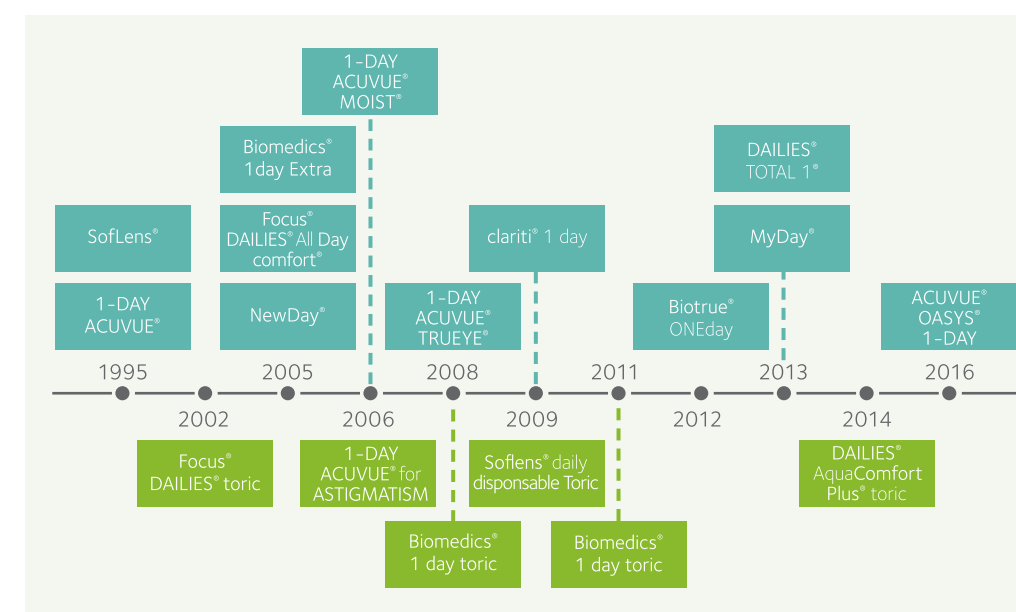 1-DAY
ACUVUE®
MOIST®
Biomedics®
1day Extra
DAILIES®
TOTAL 1®
SofLens®
Focus®
DAILIES® All Day
comfort®
clariti® 1 day
MyDay®
1-DAY
ACUVUE®
NewDay®
1-DAY
ACUVUE®
TRUEYE®
Biotrue®
ONEday
ACUVUE®
OASYS®
1-DAY
1995
2005
2008
2011
2013
2016
2002
2006
2009
2012
2014
Focus®
DAILIES® toric
1-DAY
ACUVUE® for
ASTIGMATISM
Soflens® daily
disponsable Toric
DAILIES®
AquaComfort
Plus® toric
Biomedics®
1 day toric
Biomedics®
1 day toric